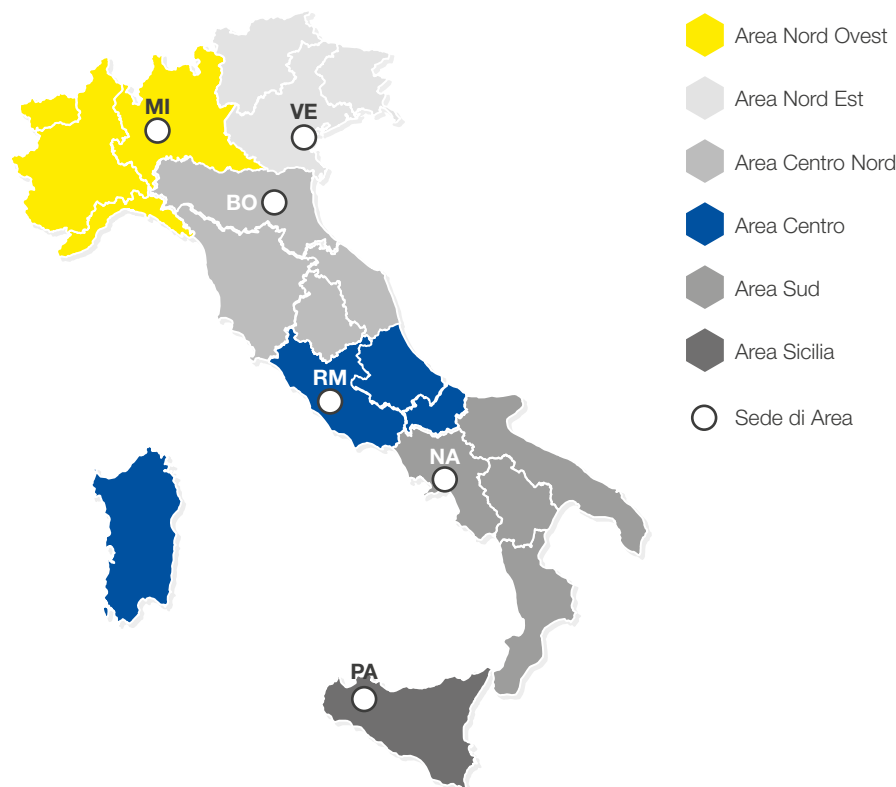 MI
VE
BO
RM
NA
PA
Area Nord Ovest
Area Nord Est
Area Centro Nord
Area Centro
Area Sud
Area Sicilia
Sede di Area